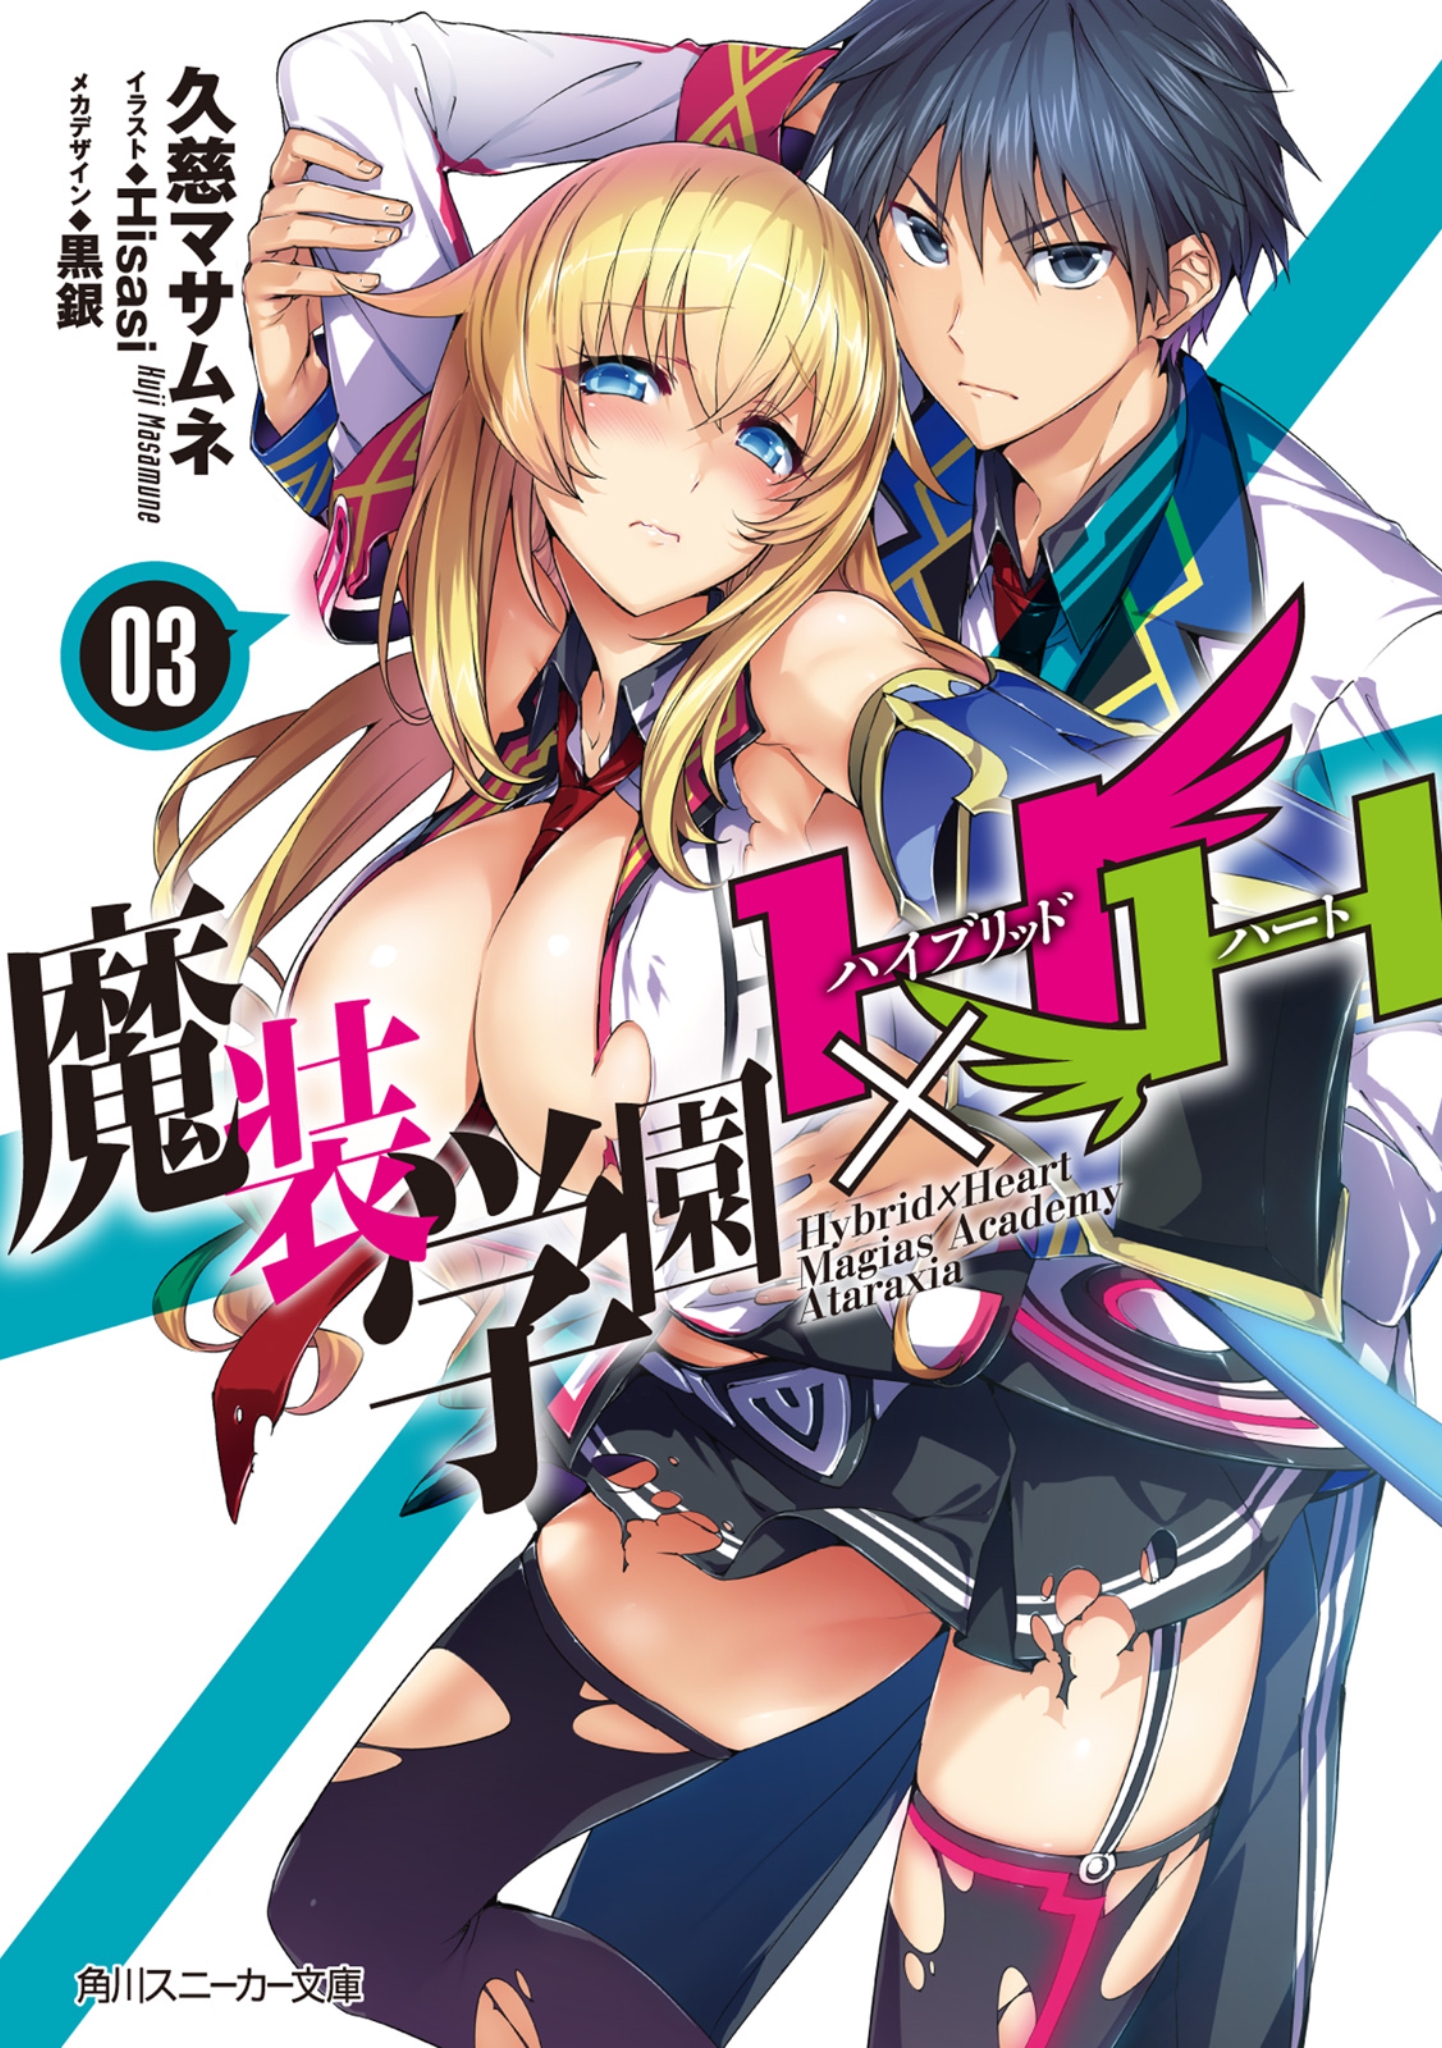 久慈マサムネ
イラスト◆Hisasi
メカデザイン◆黒銀
Kuji Masamune
03
魔装学園
H×H
ハイブリッド
ハート
Hybrid×Heart
Magias Academy
Ataraxia
角川スニーカー文庫